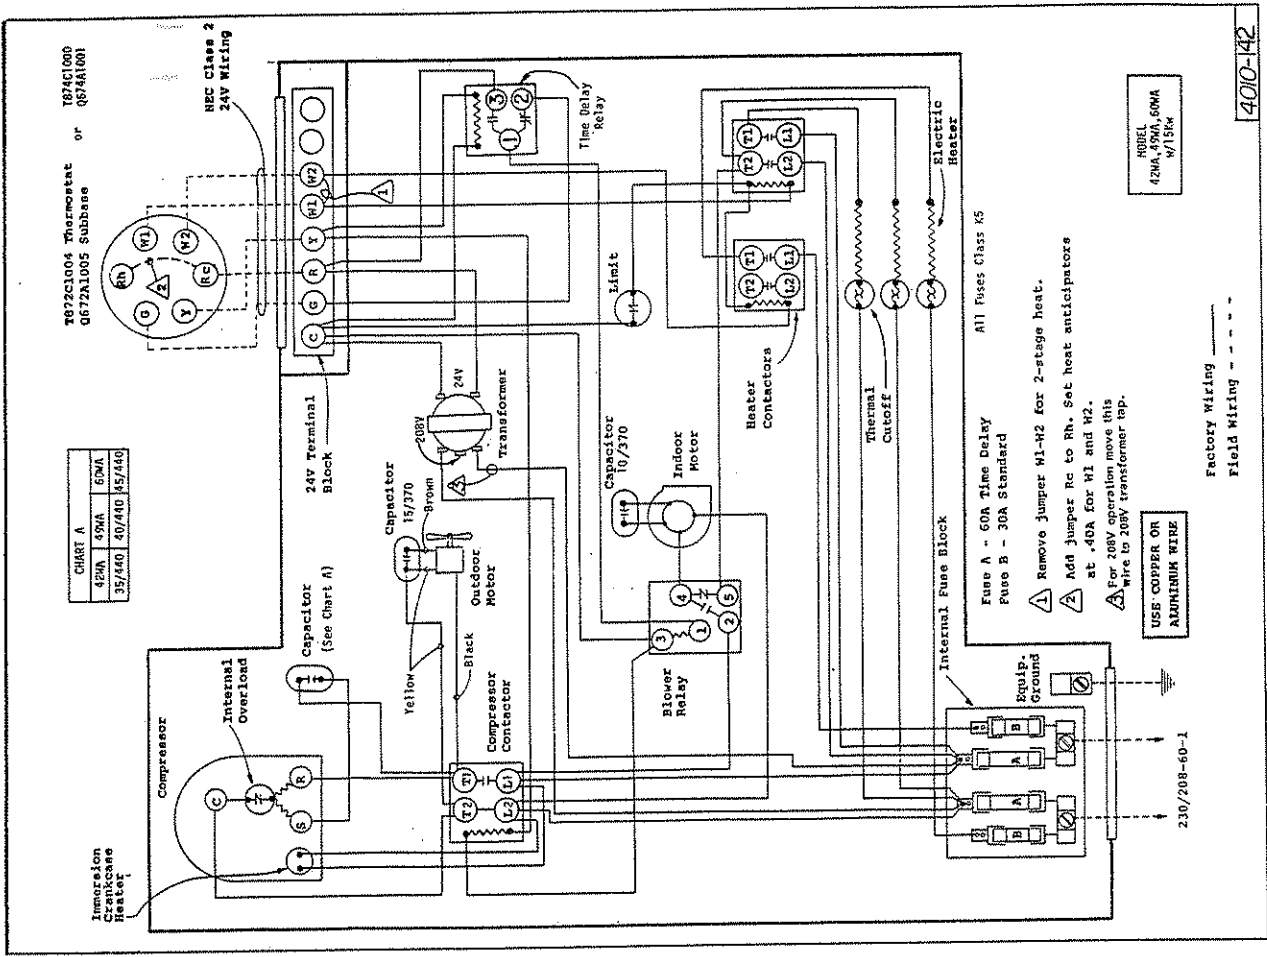 4010-142
MODEL
42WA,49WA,60WA
W/15Kw
T872C1004 Thermostat or T874C1000
Q672A1005 Subbase Q674A1001
NEC Class 2
24V Wiring
Rh
W1
W2
Rc
Y
G
2
C
G
R
Y
W1
W2
1
24V Terminal
Block
CHART A
42WA 49WA 60WA
35/440 40/440 45/440
3
2
1
Time Delay
Relay
Limit
24V
208V
Transformer
3
Capacitor
15/370
Brown
Outdoor
Motor
Yellow
Black
Capacitor
(See Chart A)
Capacitor
10/370
Indoor
Motor
Heater
Contactors
T1
L1
T2
L2
T1
L1
T2
L2
Electric
Heater
Thermal
Cutoff
Compressor
Internal
Overload
C
R
S
Immersion
Crankcase
Heater
Compressor
Contactor
T1
L1
T2
L2
Blower
Relay
4
5
3
1
2
Internal Fuse Block
B
A
A
B
Equip.
Ground
230/208-60-1
All Fuses Class K5
Fuse A - 60A Time Delay
Fuse B - 30A Standard
1 Remove jumper W1-W2 for 2-stage heat.
2 Add jumper Rc to Rh. Set heat anticipators
at .40A for W1 and W2.
3 For 208V operation move this
wire to 208V transformer tap.
USE COPPER OR
ALUMINUM WIRE
Factory Wiring
Field Wiring